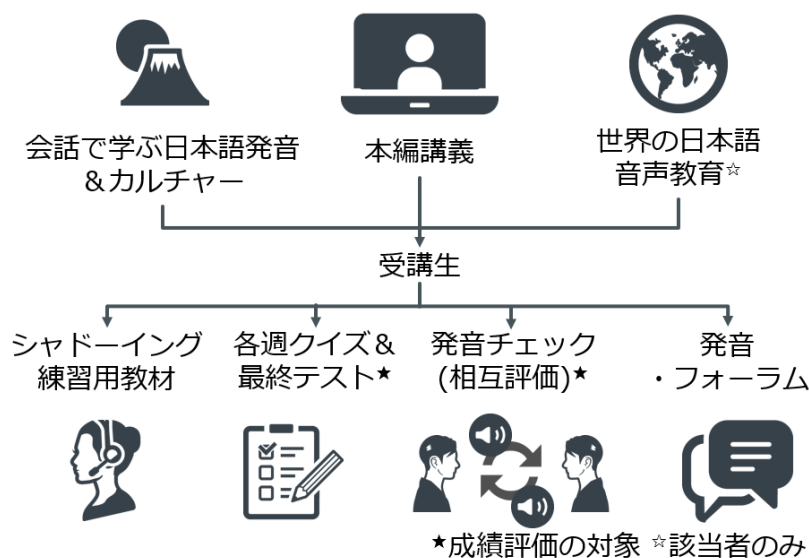 会話で学ぶ日本語発音
＆カルチャー
本編講義
世界の日本語
音声教育☆
受講生
シャドーイング
練習用教材
各週クイズ＆
最終テスト★
発音チェック
(相互評価)★
発音
・フォーラム
★成績評価の対象 ☆該当者のみ